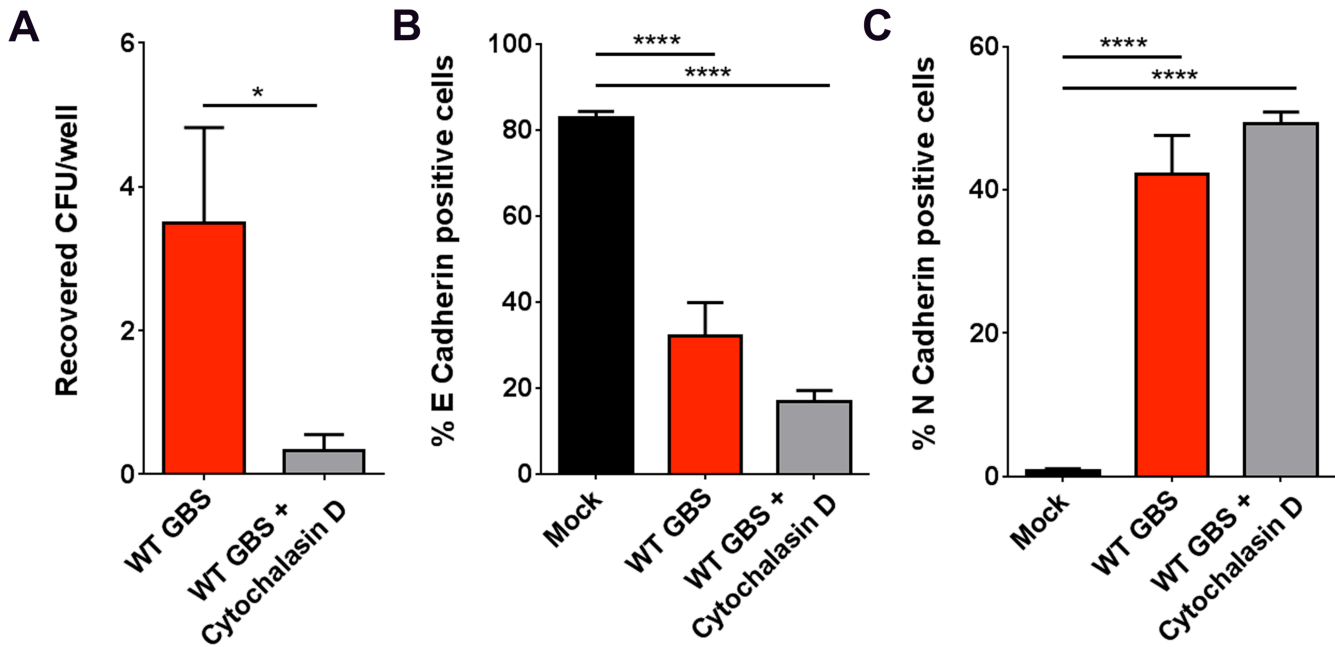 A
Recovered CFU/well
6
4
2
0
*
WT GBS
WT GBS +
Cytochalasin D
B
% E Cadherin positive cells
100
80
60
40
20
0
****
****
Mock
WT GBS
WT GBS +
Cytochalasin D
C
% N Cadherin positive cells
60
40
20
0
****
****
Mock
WT GBS
WT GBS +
Cytochalasin D